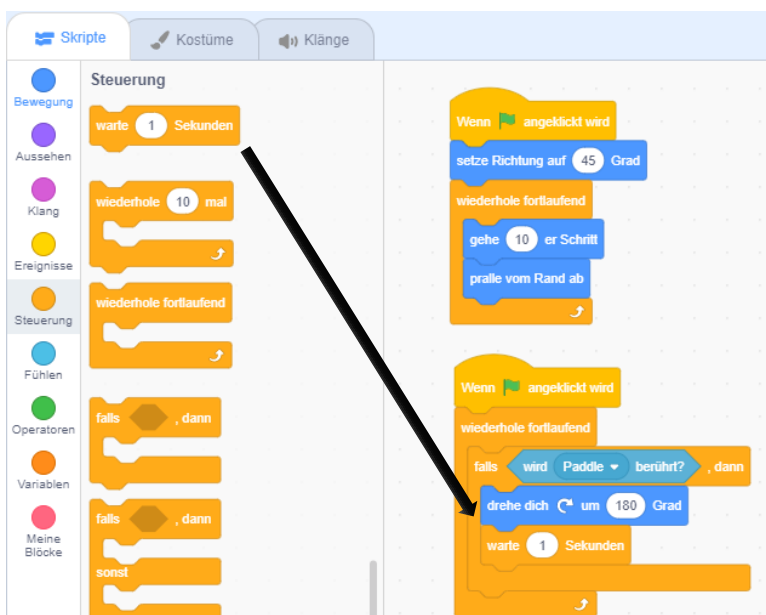 Skripte
Kostüme
Klänge
Bewegung
Aussehen
Klang
Ereignisse
Steuerung
Fühlen
Operatoren
Variablen
Meine
Blöcke
Steuerung
warte 1 Sekunden
wiederhole 10 mal
wiederhole fortlaufend
falls , dann
falls , dann
sonst
Wenn angeklickt wird
setze Richtung auf 45 Grad
wiederhole fortlaufend
gehe 10 er Schritt
pralle vom Rand ab
Wenn angeklickt wird
wiederhole fortlaufend
falls wird Paddle berührt? , dann
drehe dich um 180 Grad
warte 1 Sekunden